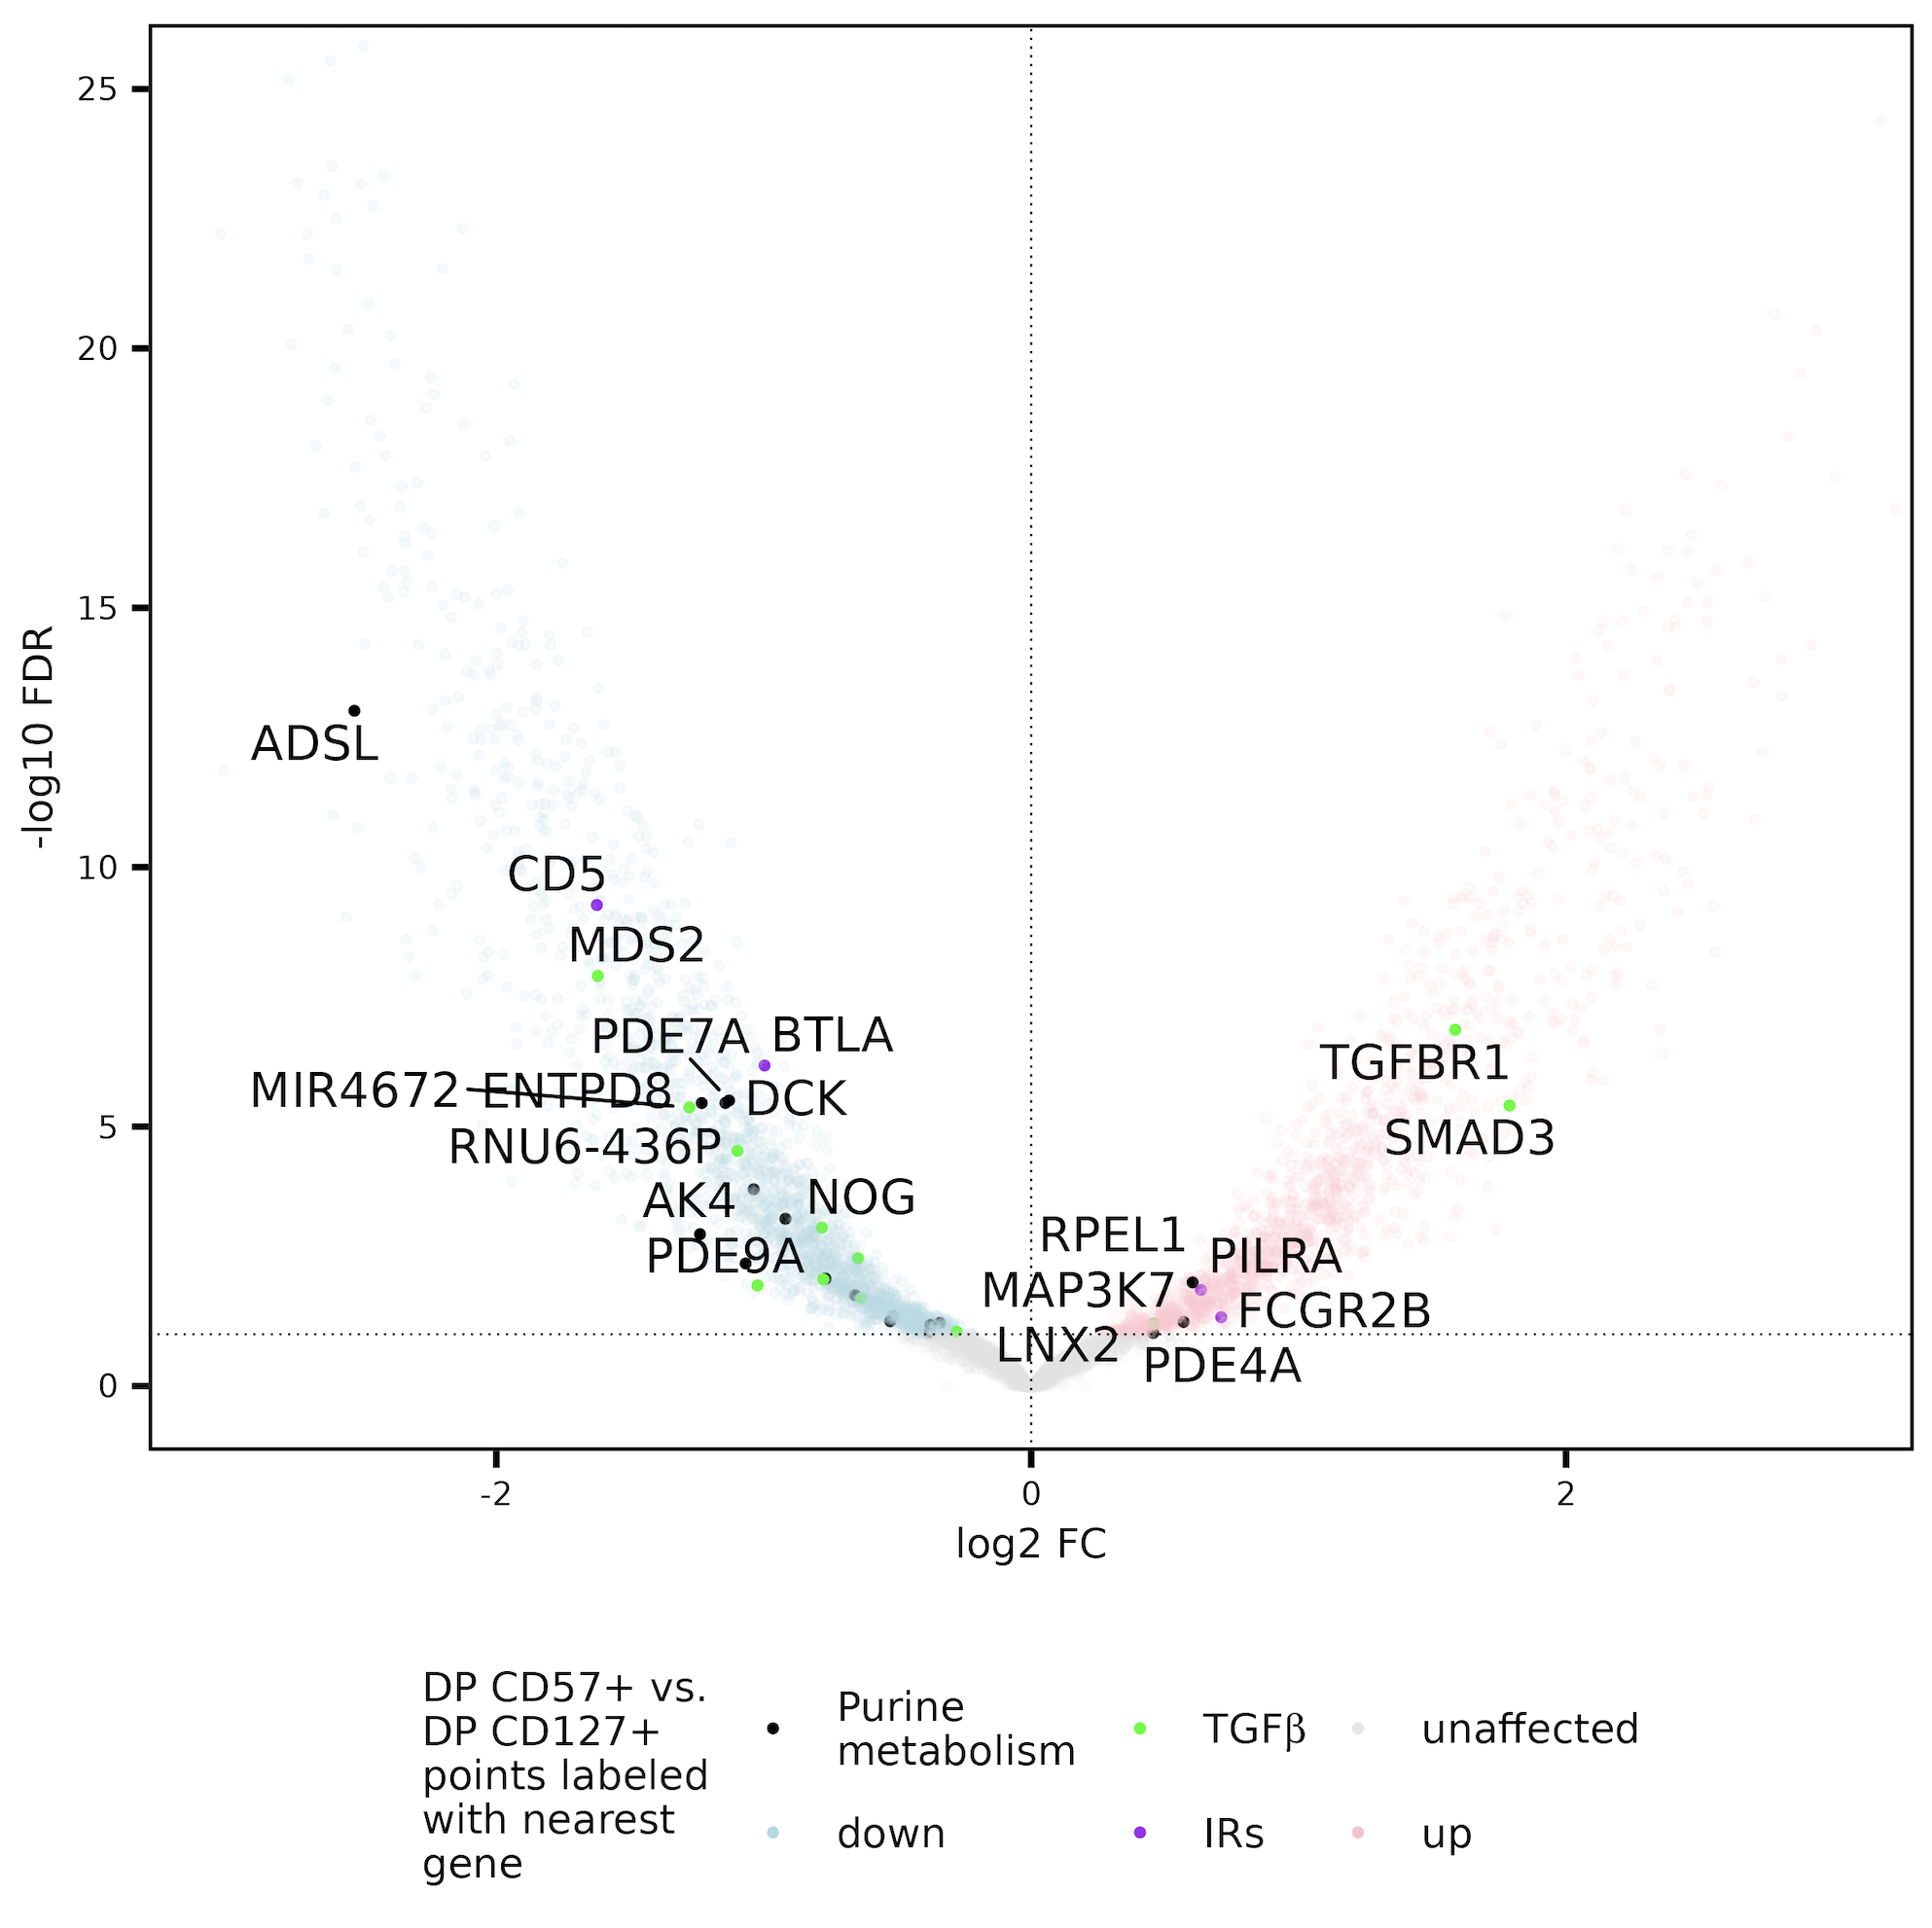 25
20
15
10
5
0
-log10 FDR
ADSL
CD5
MDS2
PDE7A
BTLA
MIR4672
ENTPD8
DCK
RNU6-436P
AK4
NOG
PDE9A
TGFBR1
SMAD3
RPEL1
PILRA
MAP3K7
FCGR2B
LNX2
PDE4A
-2
0
2
log2 FC
DP CD57+ vs.
DP CD127+
points labeled
with nearest
gene
Purine
metabolism
TGFβ
unaffected
down
IRs
up